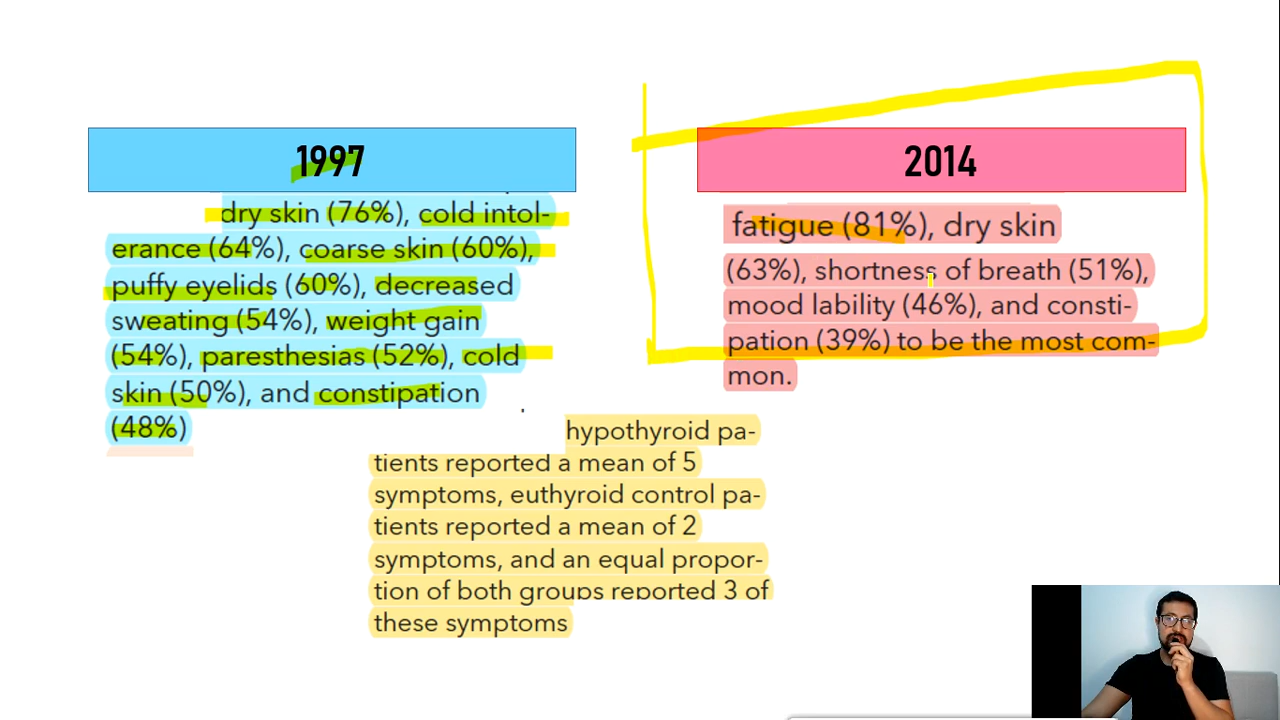 1997
dry skin (76%), cold intol-
erance (64%), coarse skin (60%),
puffy eyelids (60%), decreased
sweating (54%), weight gain
(54%), paresthesias (52%), cold
skin (50%), and constipation
(48%)
2014
fatigue (81%), dry skin
(63%), shortness of breath (51%),
mood lability (46%), and consti-
pation (39%) to be the most com-
mon.
hypothyroid pa-
tients reported a mean of 5
symptoms, euthyroid control pa-
tients reported a mean of 2
symptoms, and an equal propor-
tion of both groups reported 3 of
these symptoms